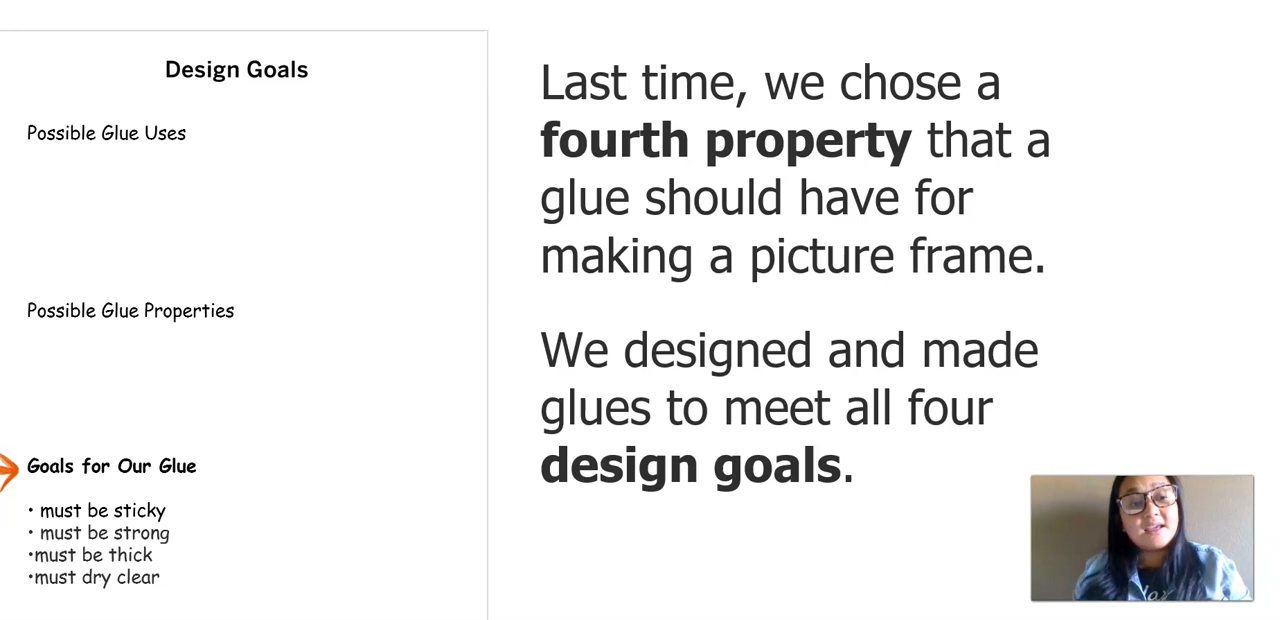 Design Goals
Possible Glue Uses
Possible Glue Properties
Goals for Our Glue
• must be sticky
• must be strong
•must be thick
•must dry clear
Last time, we chose a
fourth property that a
glue should have for
making a picture frame.
We designed and made
glues to meet all four
design goals.